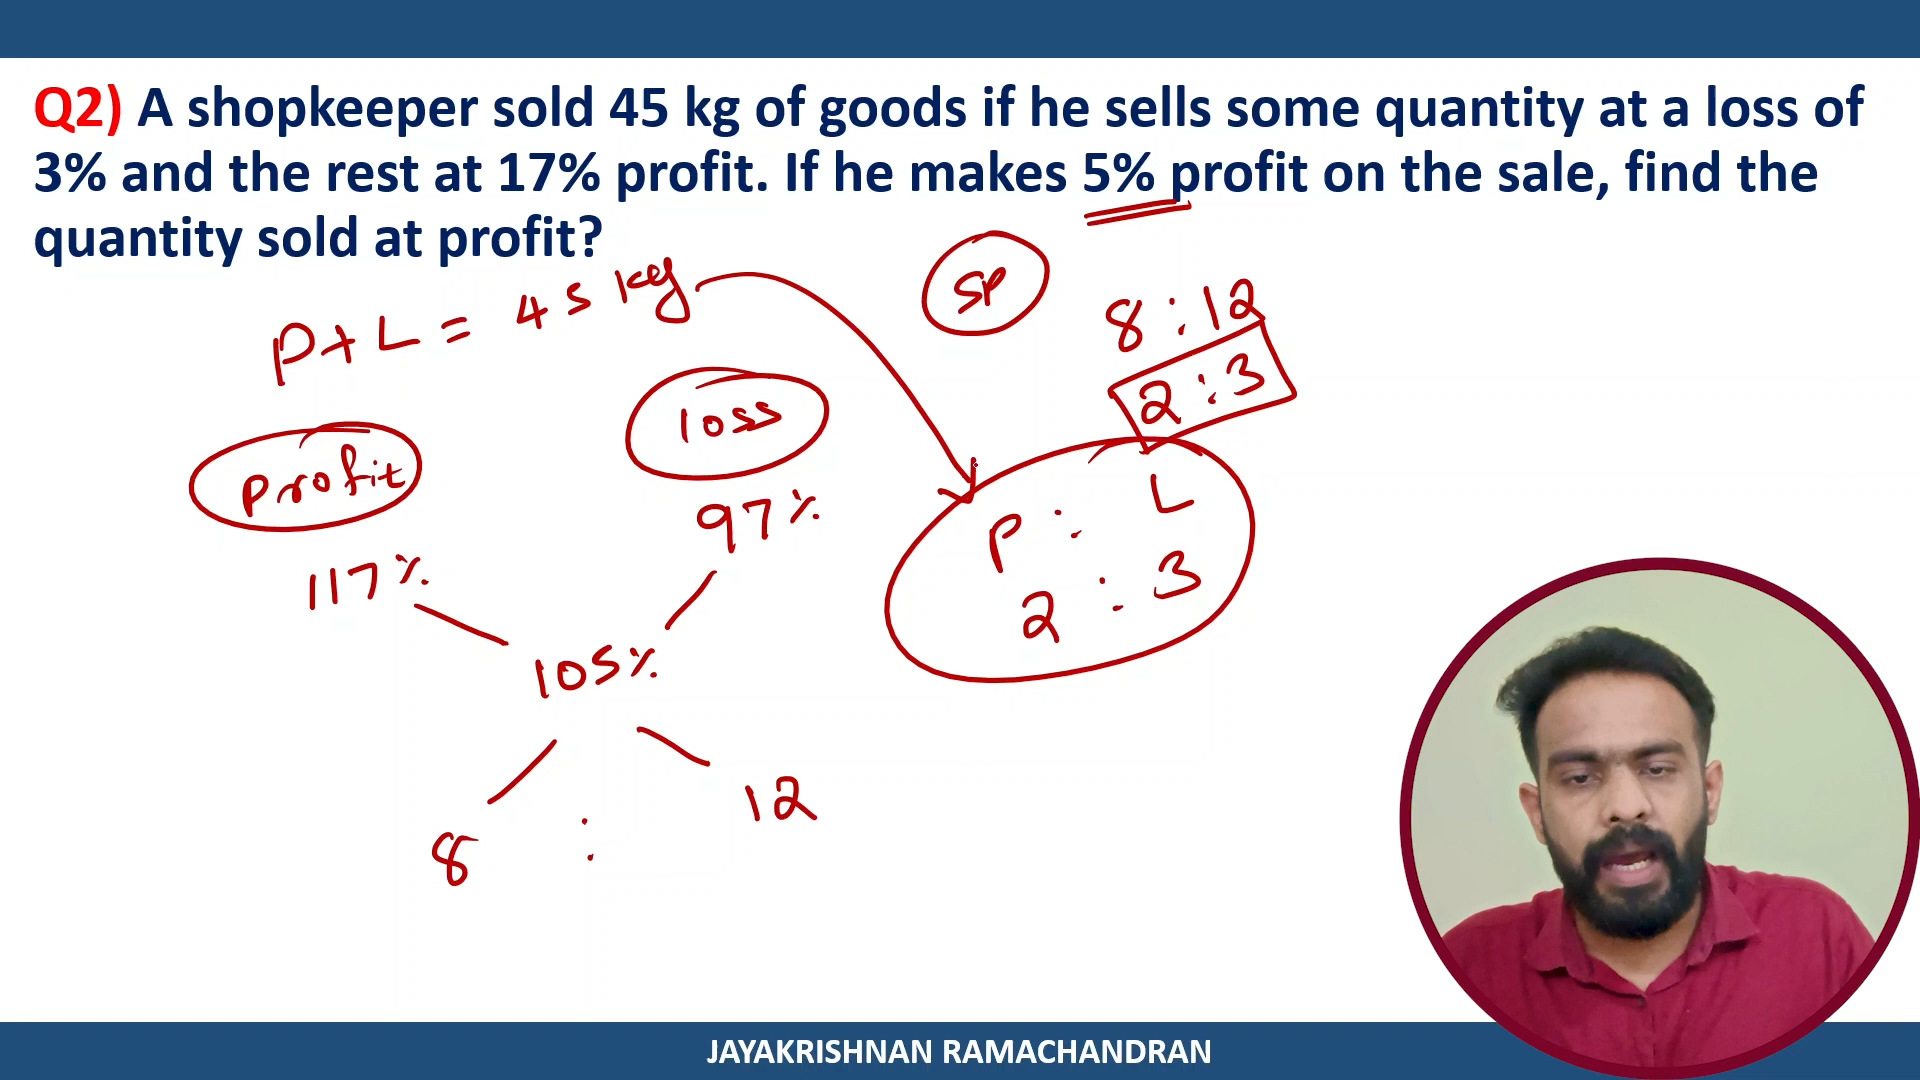 Q2) A shopkeeper sold 45 kg of goods if he sells some quantity at a loss of
3% and the rest at 17% profit. If he makes 5% profit on the sale, find the
quantity sold at profit?
P+L = 45 kg
SP
8 : 12
2 : 3
profit
loss
117%
97%
105%
8 : 12
P : L
2 : 3
JAYAKRISHNAN RAMACHANDRAN